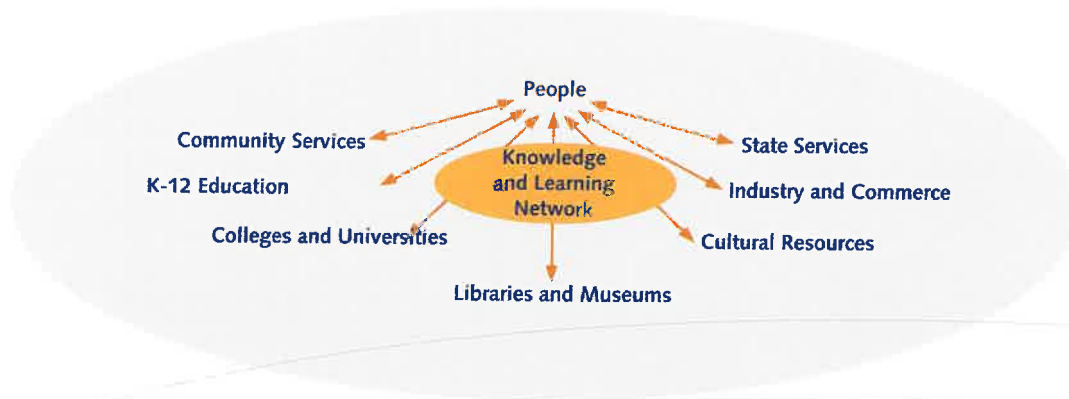 People
Community Services
State Services
Knowledge
and Learning
Network
K-12 Education
Industry and Commerce
Colleges and Universities
Cultural Resources
Libraries and Museums